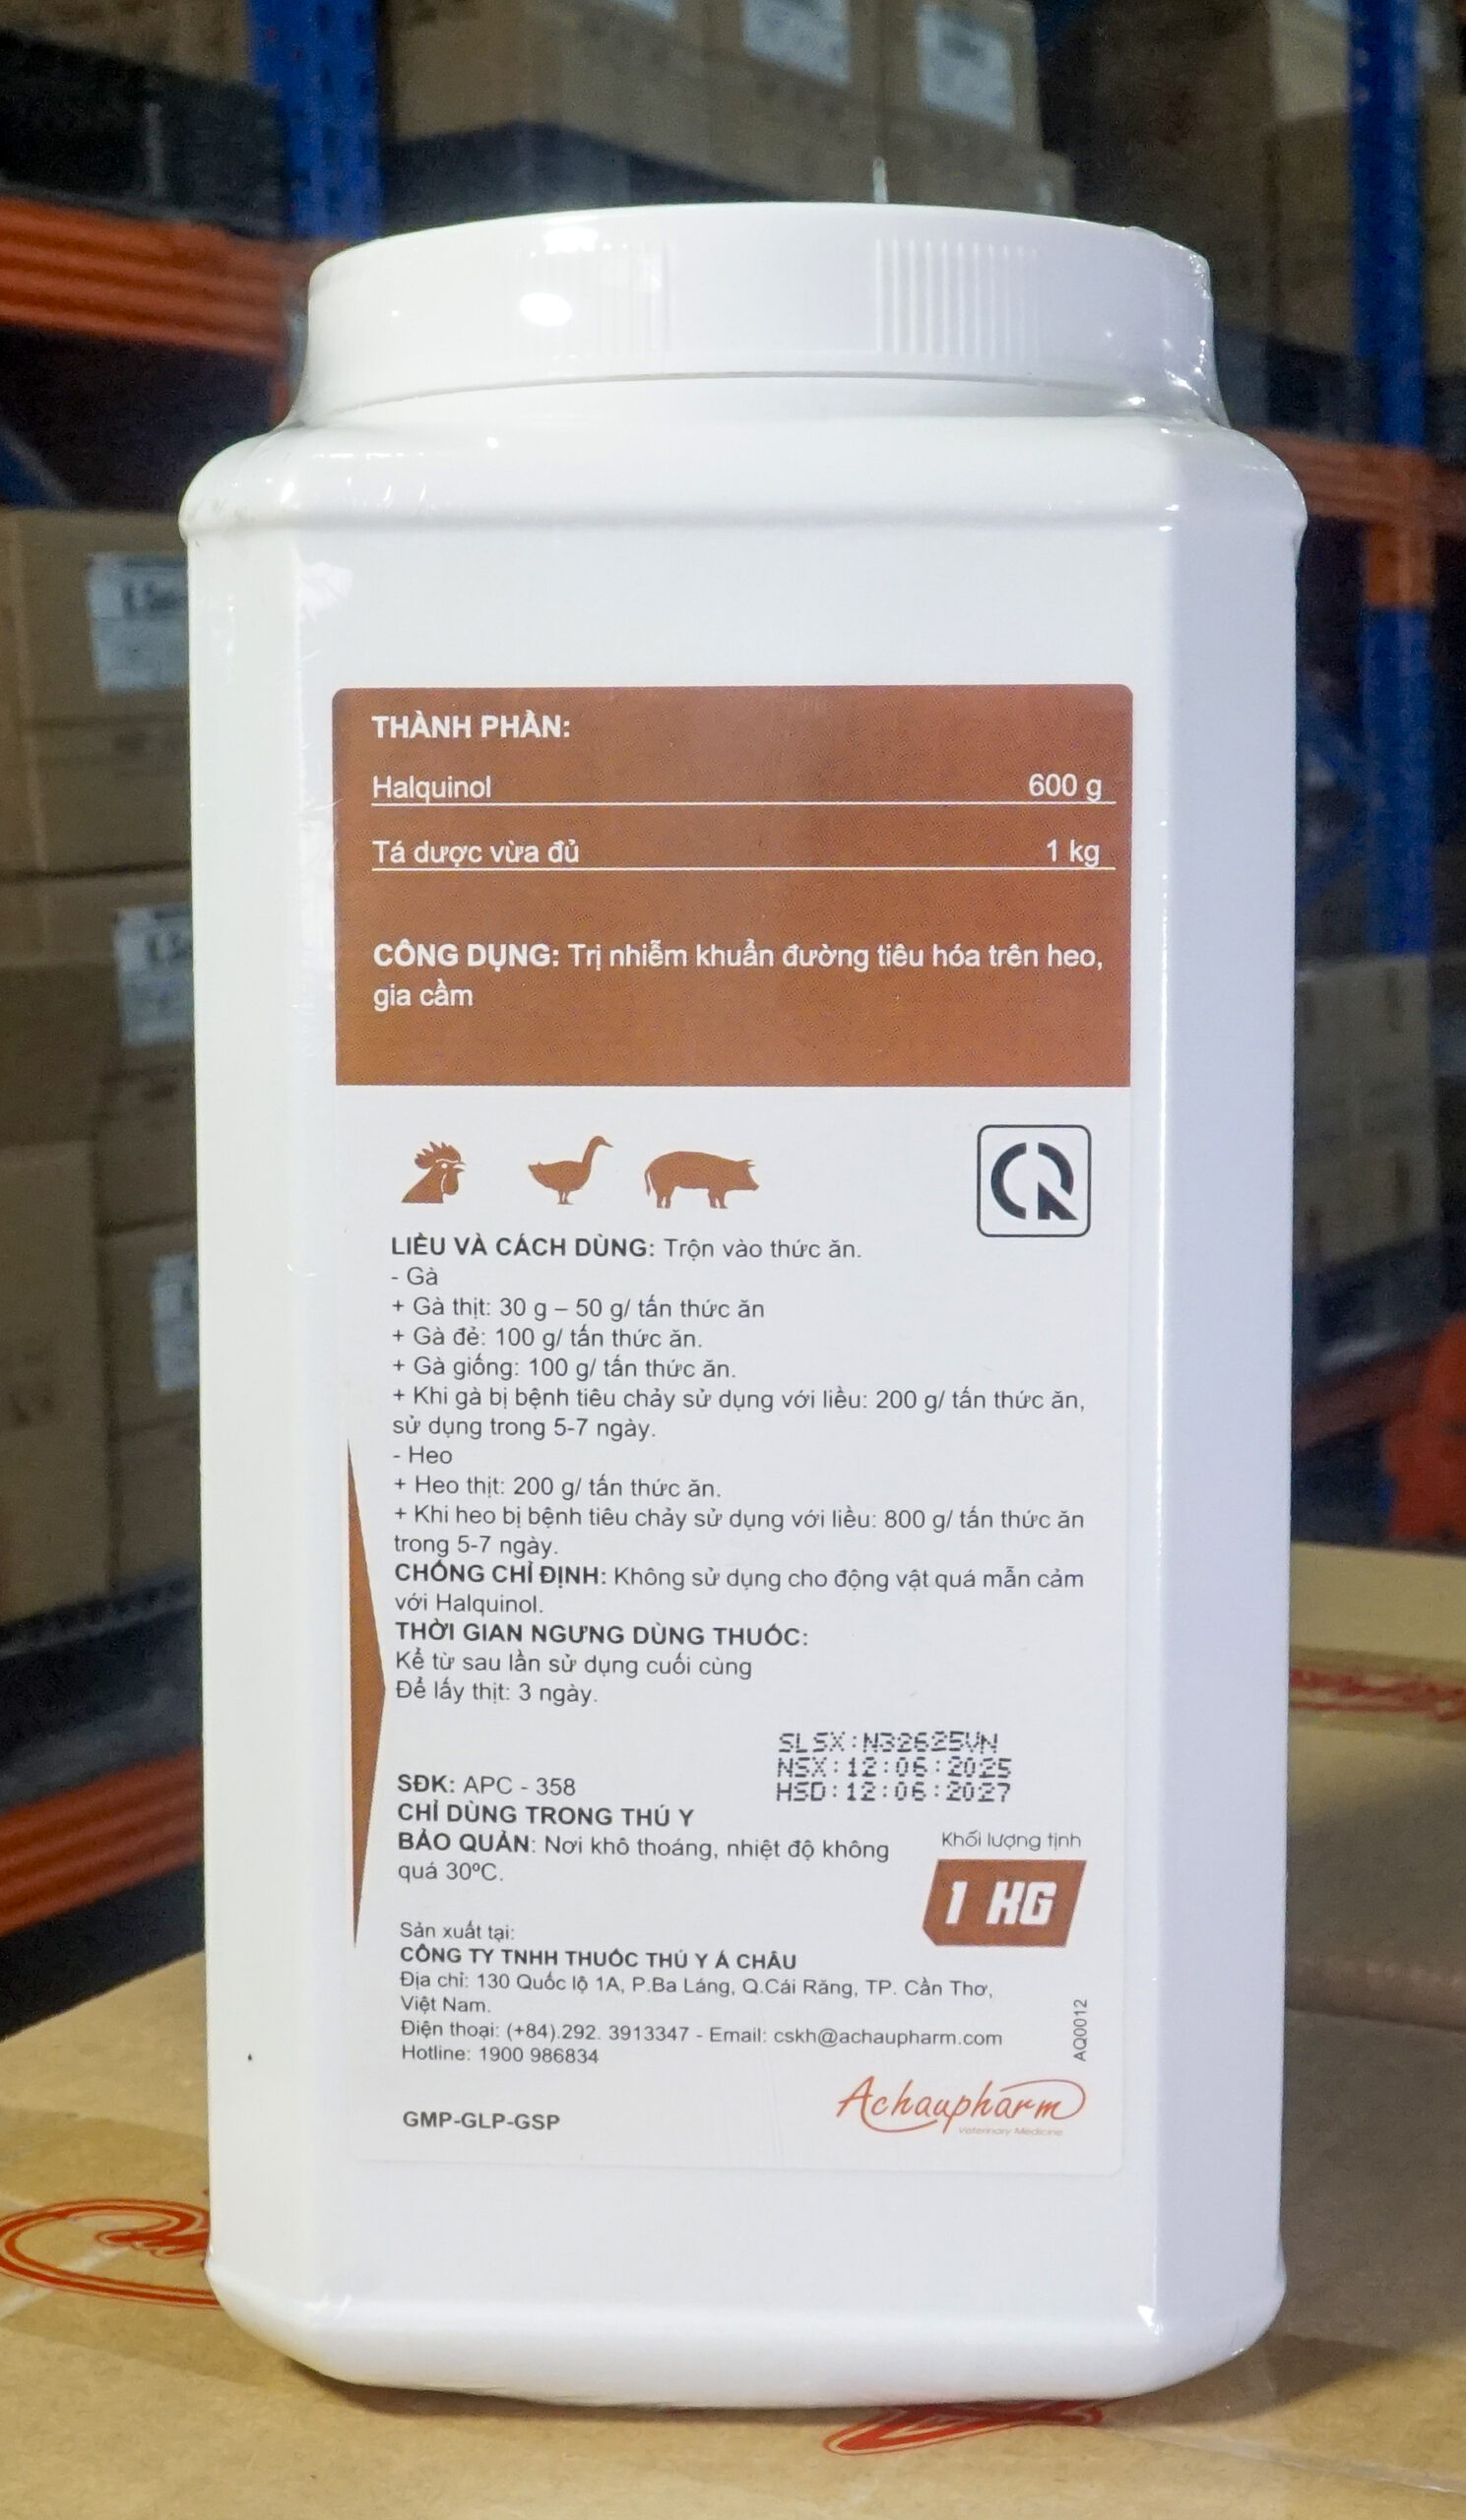 THÀNH PHẦN:
Halquinol 600 g
Tá dược vừa đủ 1 kg
CÔNG DỤNG: Trị nhiễm khuẩn đường tiêu hóa trên heo,
gia cầm
LIỀU VÀ CÁCH DÙNG: Trộn vào thức ăn.
- Gà
+ Gà thịt: 30 g – 50 g/ tấn thức ăn
+ Gà đẻ: 100 g/ tấn thức ăn.
+ Gà giống: 100 g/ tấn thức ăn.
+ Khi gà bị bệnh tiêu chảy sử dụng với liều: 200 g/ tấn thức ăn,
sử dụng trong 5-7 ngày.
- Heo
+ Heo thịt: 200 g/ tấn thức ăn.
+ Khi heo bị bệnh tiêu chảy sử dụng với liều: 800 g/ tấn thức ăn
trong 5-7 ngày.
CHỐNG CHỈ ĐỊNH: Không sử dụng cho động vật quá mẫn cảm
với Halquinol.
THỜI GIAN NGƯNG DÙNG THUỐC:
Kể từ sau lần sử dụng cuối cùng
Để lấy thịt: 3 ngày.
SLSX:N32625VN
NSX:12:06:2025
HSD:12:06:2027
SĐK: APC - 358
CHỈ DÙNG TRONG THÚ Y
BẢO QUẢN: Nơi khô thoáng, nhiệt độ không
quá 30ºC.
Khối lượng tịnh
1 KG
Sản xuất tại:
CÔNG TY TNHH THUỐC THÚ Y Á CHÂU
Địa chỉ: 130 Quốc lộ 1A, P.Ba Láng, Q.Cái Răng, TP. Cần Thơ,
Việt Nam.
Điện thoại: (+84).292. 3913347 - Email: cskh@achaupharm.com
Hotline: 1900 986834
AQ0012
GMP-GLP-GSP
Achaupharm
Veterinary Medicine